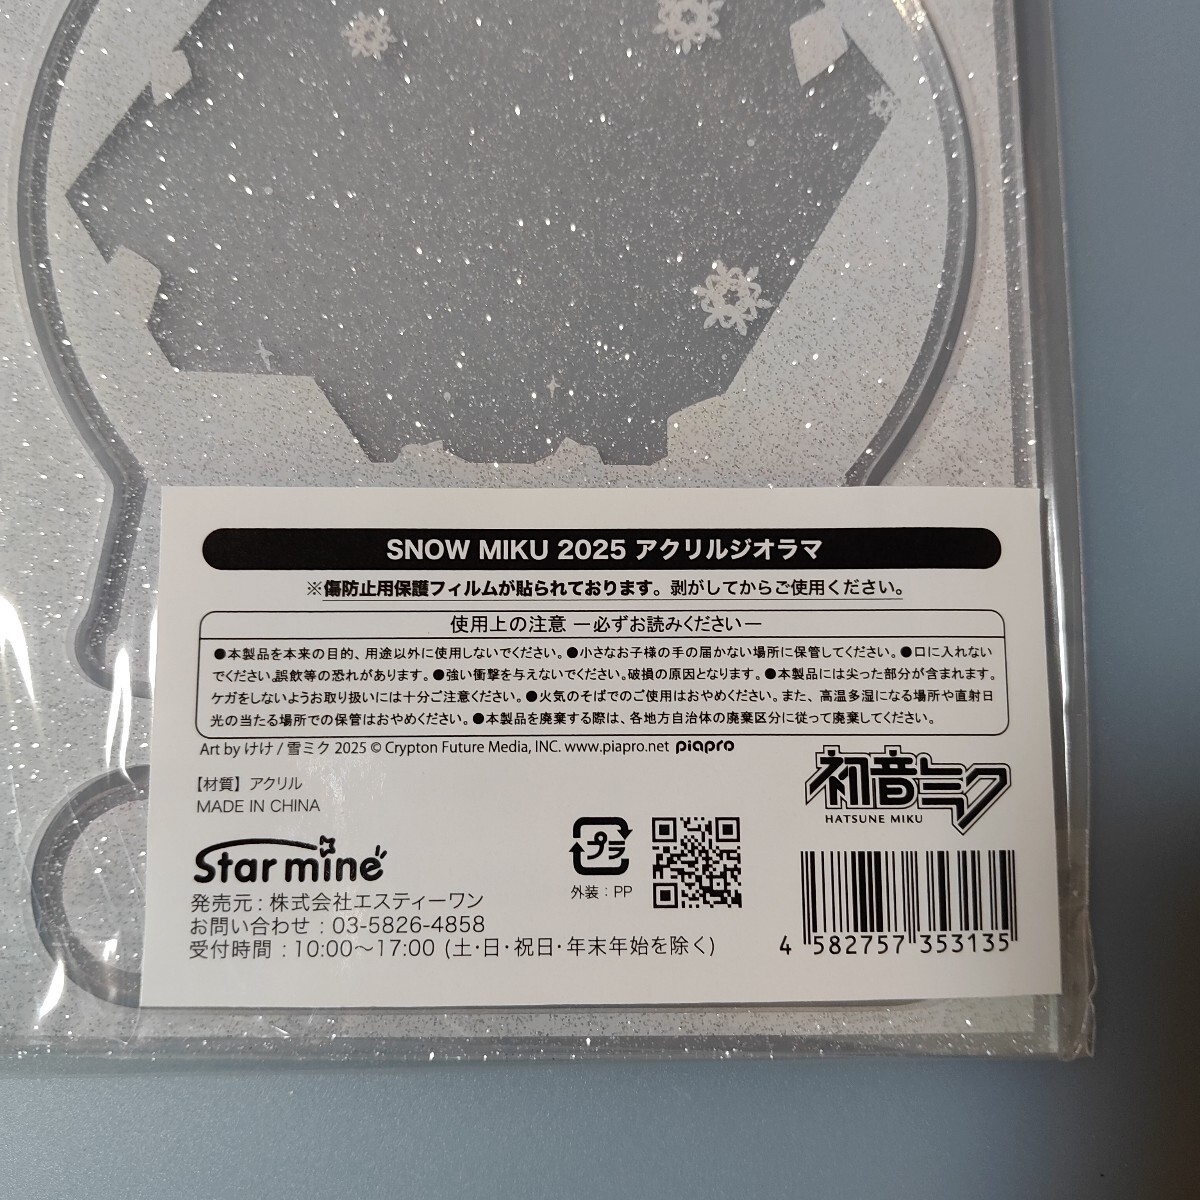 SNOW MIKU 2025 アクリルジオラマ
※傷防止用保護フィルムが貼られております。剥がしてからご使用ください。
使用上の注意 ー必ずお読みくださいー
●本製品を本来の目的、用途以外に使用しないでください。●小さなお子様の手の届かない場所に保管してください。●口に入れない
でください。誤飲等の恐れがあります。●強い衝撃を与えないでください。破損の原因となります。●本製品には尖った部分が含まれます。
ケガをしないようお取り扱いには十分ご注意ください。●火気のそばでのご使用はおやめください。また、高温多湿になる場所や直射日
光の当たる場所での保管はおやめください。●本製品を廃棄する際は、各地方自治体の廃棄区分に従って廃棄してください。
Art by けけ / 雪ミク 2025 © Crypton Future Media, INC. www.piapro.net piapro
【材質】アクリル
MADE IN CHINA
初音ミク
HATSUNE MIKU
Star mine
プラ
外装：PP
発売元：株式会社エスティーワン
お問い合わせ：03-5826-4858
受付時間：10:00〜17:00 (土・日・祝日・年末年始を除く)
4 582757 353135